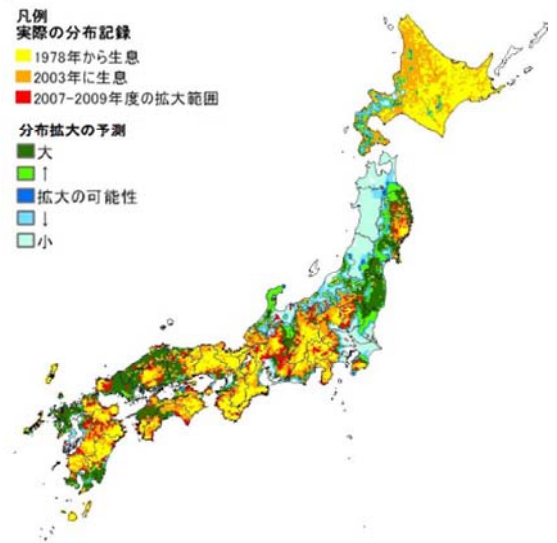 凡例
実際の分布記録
1978年から生息
2003年に生息
2007-2009年度の拡大範囲
分布拡大の予測
大
↑
拡大の可能性
↓
小